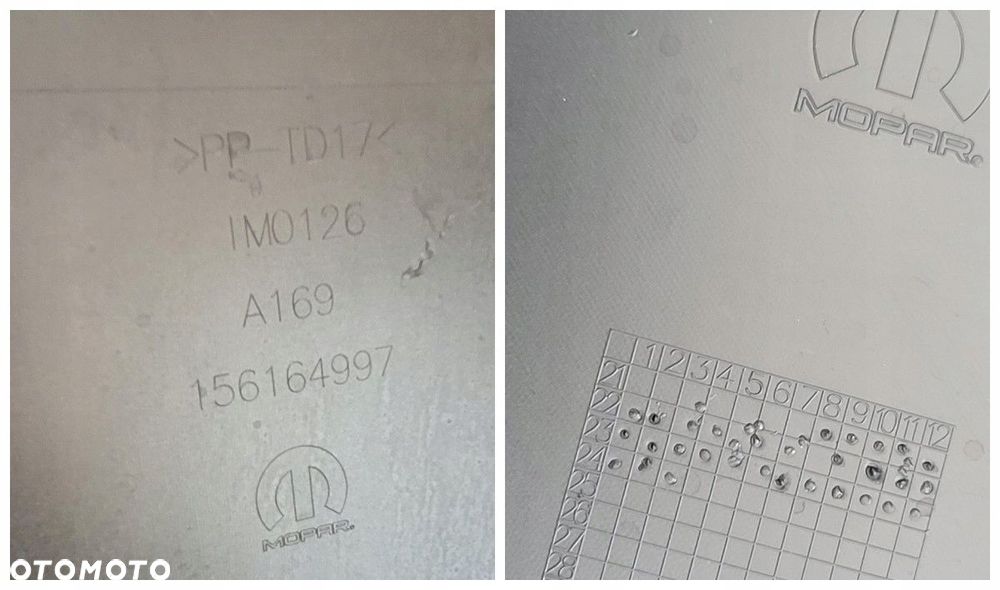 >PP-TD17<
IM0126
A169
156164997
MOPAR.
OTOMOTO
MOPAR.
1 2 3 4 5 6 7 8 9 10 11 12
21
22
23
24
25
26
27
28